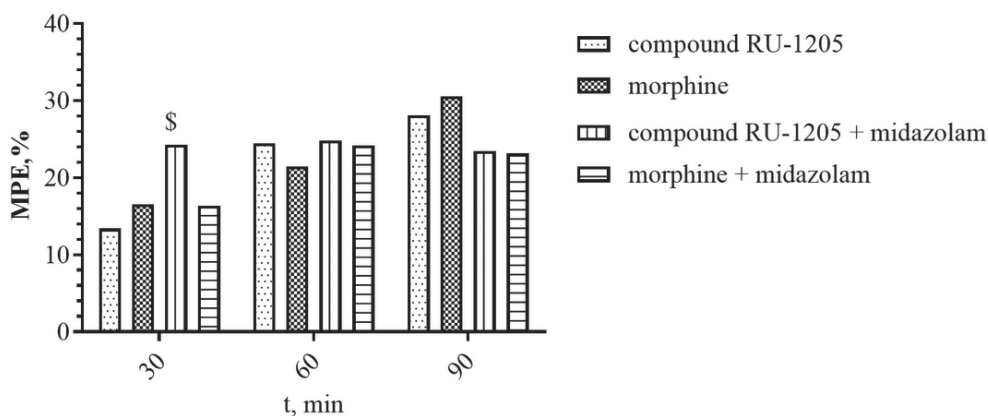 40
30
20
10
0
MPE,%
$
30
60
90
t, min
compound RU-1205
morphine
compound RU-1205 + midazolam
morphine + midazolam